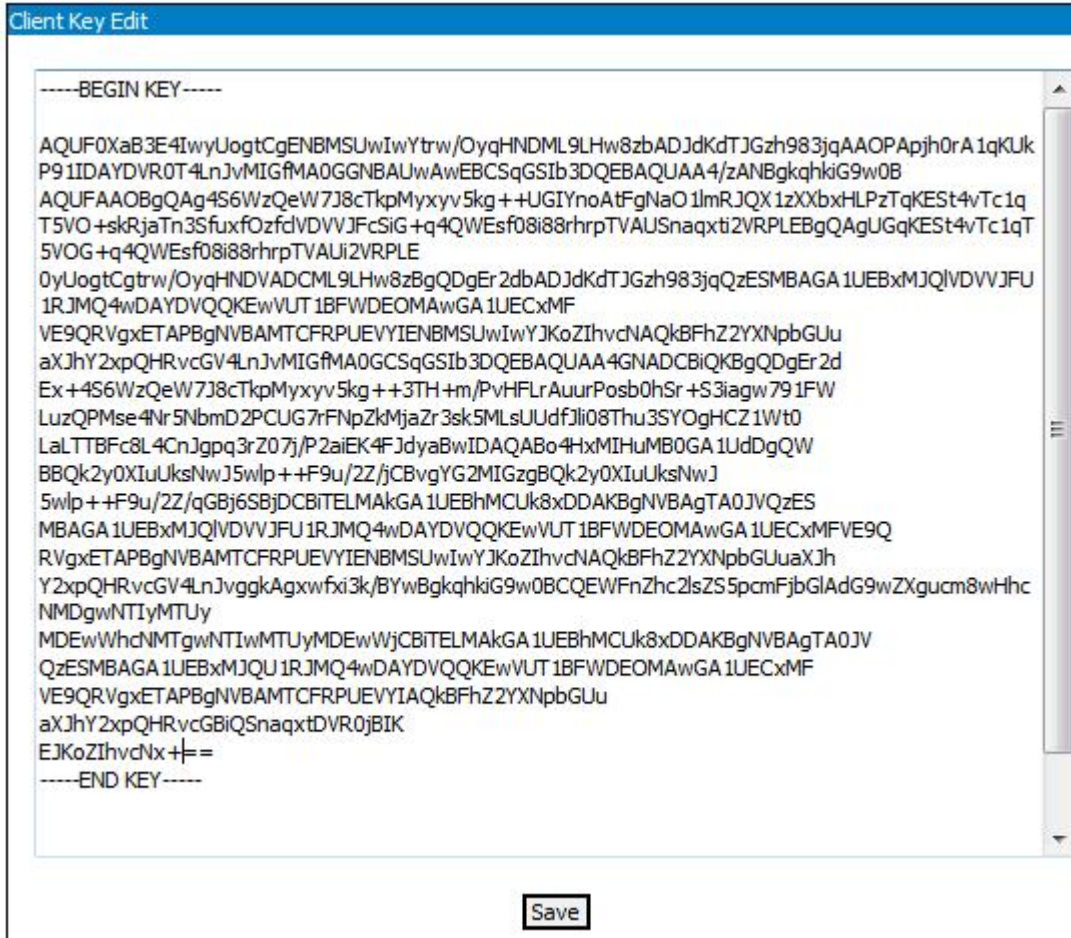 Client Key Edit
-----BEGIN KEY-----
AQUF0XaB3E4IwyUogtCgENBMSUwIwYtrw/OyqHNDML9LHw8zbADJdKdTJGzh983jqAAOPApjh0rA1qKUk
P91IDAYDVR0T4LnJvMIGfMA0GGNBAUwAwEBCSqGSIb3DQEBAQUAA4/zANBgkqhkiG9w0B
AQUFAAOBgQAg4S6WzQeW7J8cTkpMyxyv5kg++UGIYnoAtFgNaO1lmRJQX1zXXbxHLPzTqKESt4vTc1q
T5VO+skRjaTn3SfuxfOzfclVDVVJFcSiG+q4QWEsf08i88rhrpTVAUSnaqxti2VRPLEBgQAgUGqKESt4vTc1qT
5VOG+q4QWEsf08i88rhrpTVAUi2VRPLE
0yUogtCgtrw/OyqHNDVADCML9LHw8zBgQDgEr2dbADJdKdTJGzh983jqQzESMBAGA1UEBxMJQlVDVVJFU
1RJMQ4wDAYDVQQKEwVUT1BFWDEOMAwGA1UECxMF
VE9QRVgxETAPBgNVBAMTCFRPUEVYIENBMSUwIwYJKoZIhvcNAQkBFhZ2YXNpbGUu
aXJhY2xpQHRvcGV4LnJvMIGfMA0GCSqGSIb3DQEBAQUAA4GNADCBiQKBgQDgEr2d
Ex+4S6WzQeW7J8cTkpMyxyv5kg++3TH+m/PvHFLrAuurPosb0hSr+S3iagw791FW
LuzQPMse4Nr5NbmD2PCUG7rFNpZkMjaZr3sk5MLsUUdfJli08Thu3SYOgHCZ1Wt0
LaLTTBFc8L4CnJgpq3rZ07j/P2aiEK4FJdyaBwIDAQABo4HxMIHuMB0GA1UdDgQW
BBQk2y0XIuUksNwJ5wlp++F9u/2Z/jCBvgYG2MIGzgBQk2y0XIuUksNwJ
5wlp++F9u/2Z/qGBj6SBjDCBiTELMAkGA1UEBhMCUk8xDDAKBgNVBAgTA0JVQzES
MBAGA1UEBxMJQlVDVVJFU1RJMQ4wDAYDVQQKEwVUT1BFWDEOMAwGA1UECxMFVE9Q
RVgxETAPBgNVBAMTCFRPUEVYIENBMSUwIwYJKoZIhvcNAQkBFhZ2YXNpbGUuaXJh
Y2xpQHRvcGV4LnJvggkAgxwfxi3k/BYwBgkqhkiG9w0BCQEWFnZhc2lsZS5pcmFjbGlAdG9wZXgucm8wHhc
NMDgwNTIyMTUy
MDEwWhcNMTgwNTIwMTUyMDEwWjCBiTELMAkGA1UEBhMCUk8xDDAKBgNVBAgTA0JV
QzESMBAGA1UEBxMJQU1RJMQ4wDAYDVQQKEwVUT1BFWDEOMAwGA1UECxMF
VE9QRVgxETAPBgNVBAMTCFRPUEVYIAQkBFhZ2YXNpbGUu
aXJhY2xpQHRvcGBiQSnaqxtDVR0jBIK
EJKoZIhvcNx+==
-----END KEY-----
Save